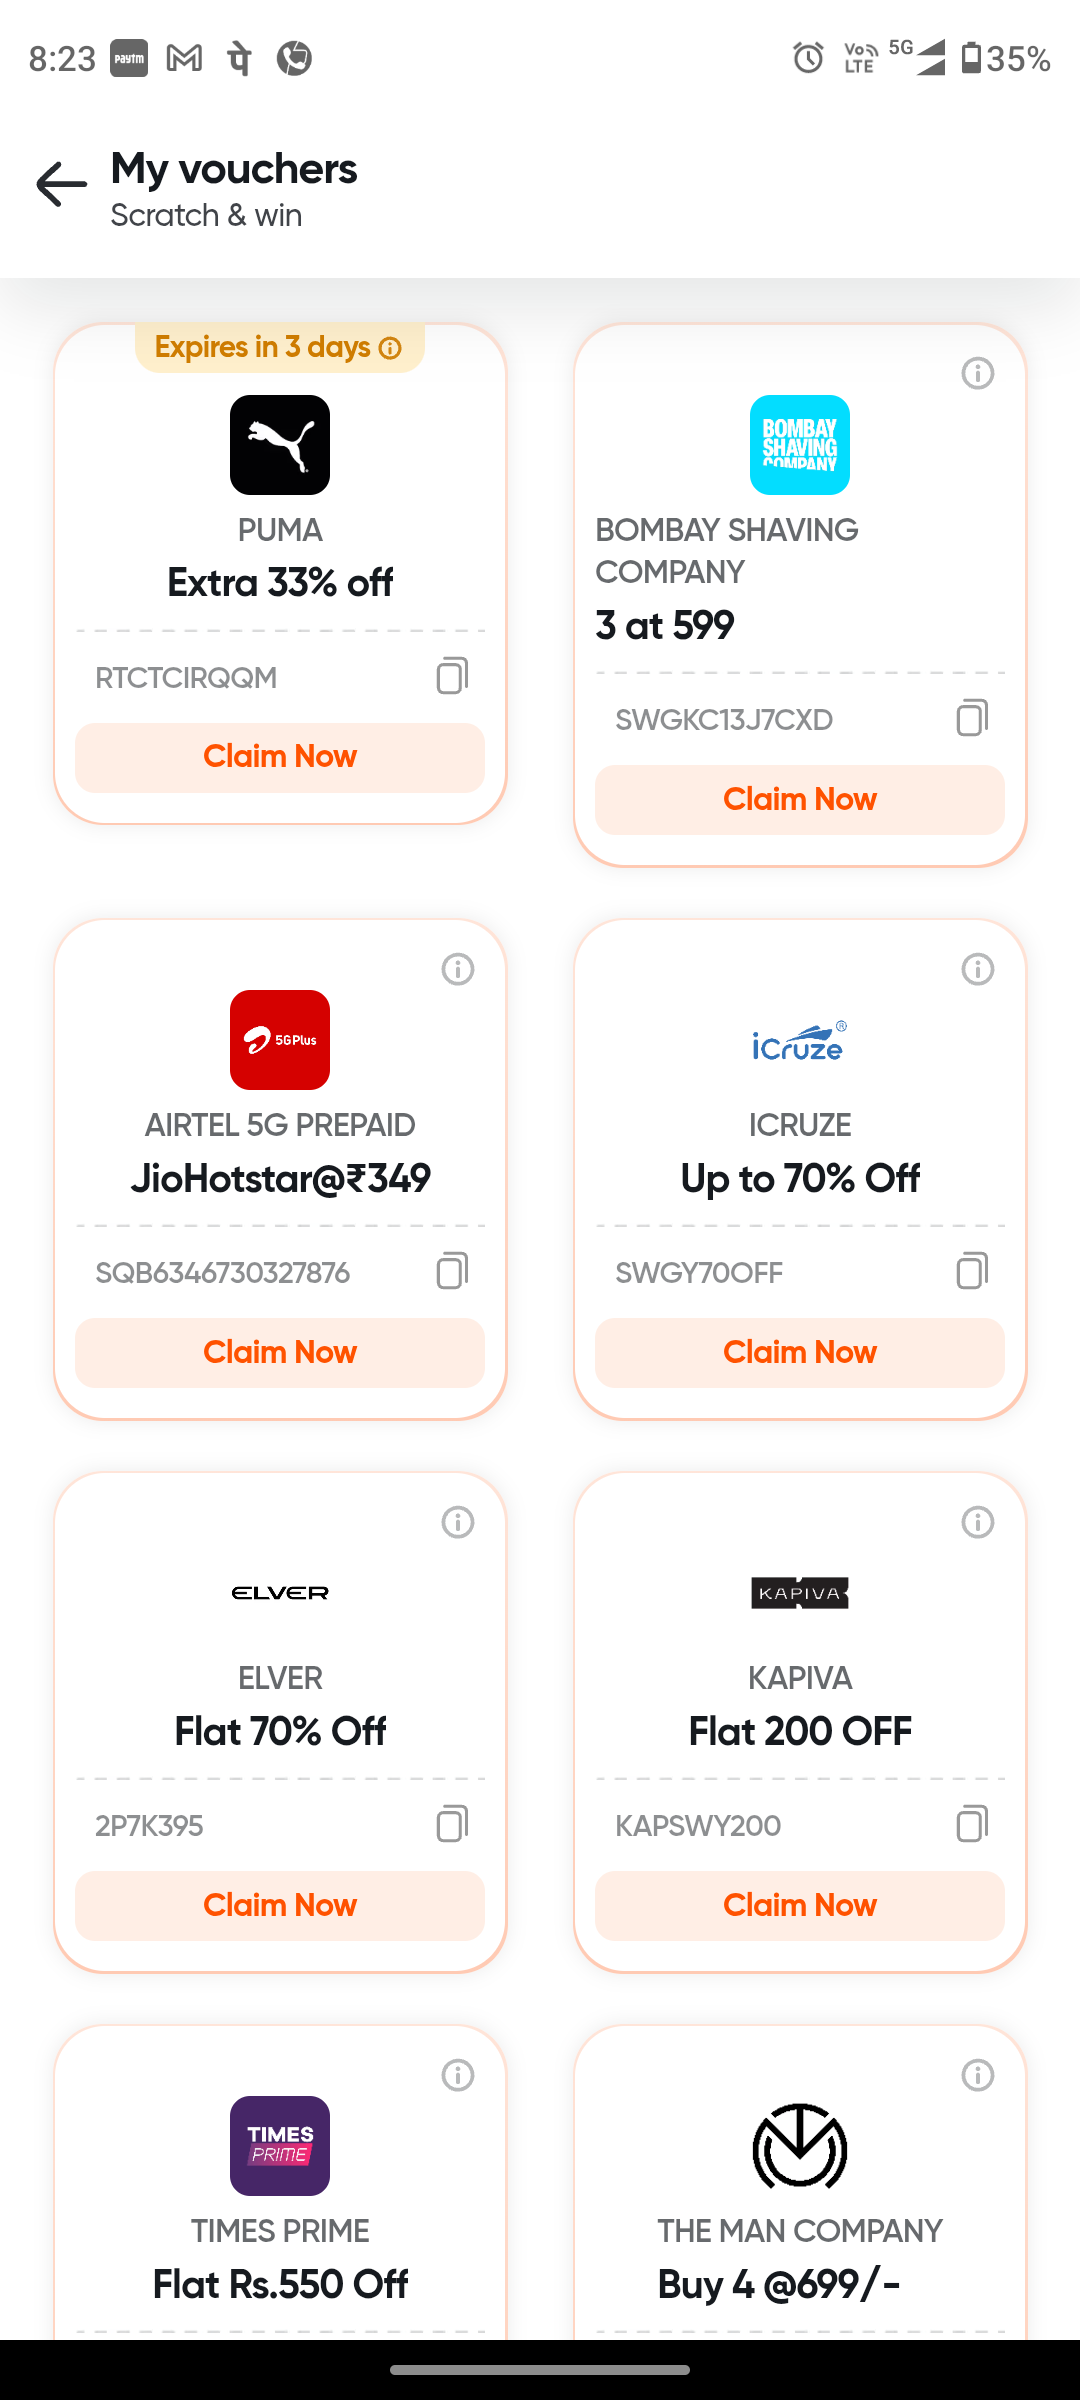 8:23 paytm पे Vo LTE 5G 35%
My vouchers
Scratch & win
Expires in 3 days
PUMA
Extra 33% off
RTCTCIRQQM
Claim Now
BOMBAY
SHAVING
COMPANY
BOMBAY SHAVING
COMPANY
3 at 599
SWGKC13J7CXD
Claim Now
5G Plus
AIRTEL 5G PREPAID
JioHotstar@₹349
SQB6346730327876
Claim Now
iCruze®
ICRUZE
Up to 70% Off
SWGY70OFF
Claim Now
ELVER
ELVER
Flat 70% Off
2P7K395
Claim Now
KAPIVA
KAPIVA
Flat 200 OFF
KAPSWY200
Claim Now
TIMES
PRIME
TIMES PRIME
Flat Rs.550 Off
THE MAN COMPANY
Buy 4 @699/-